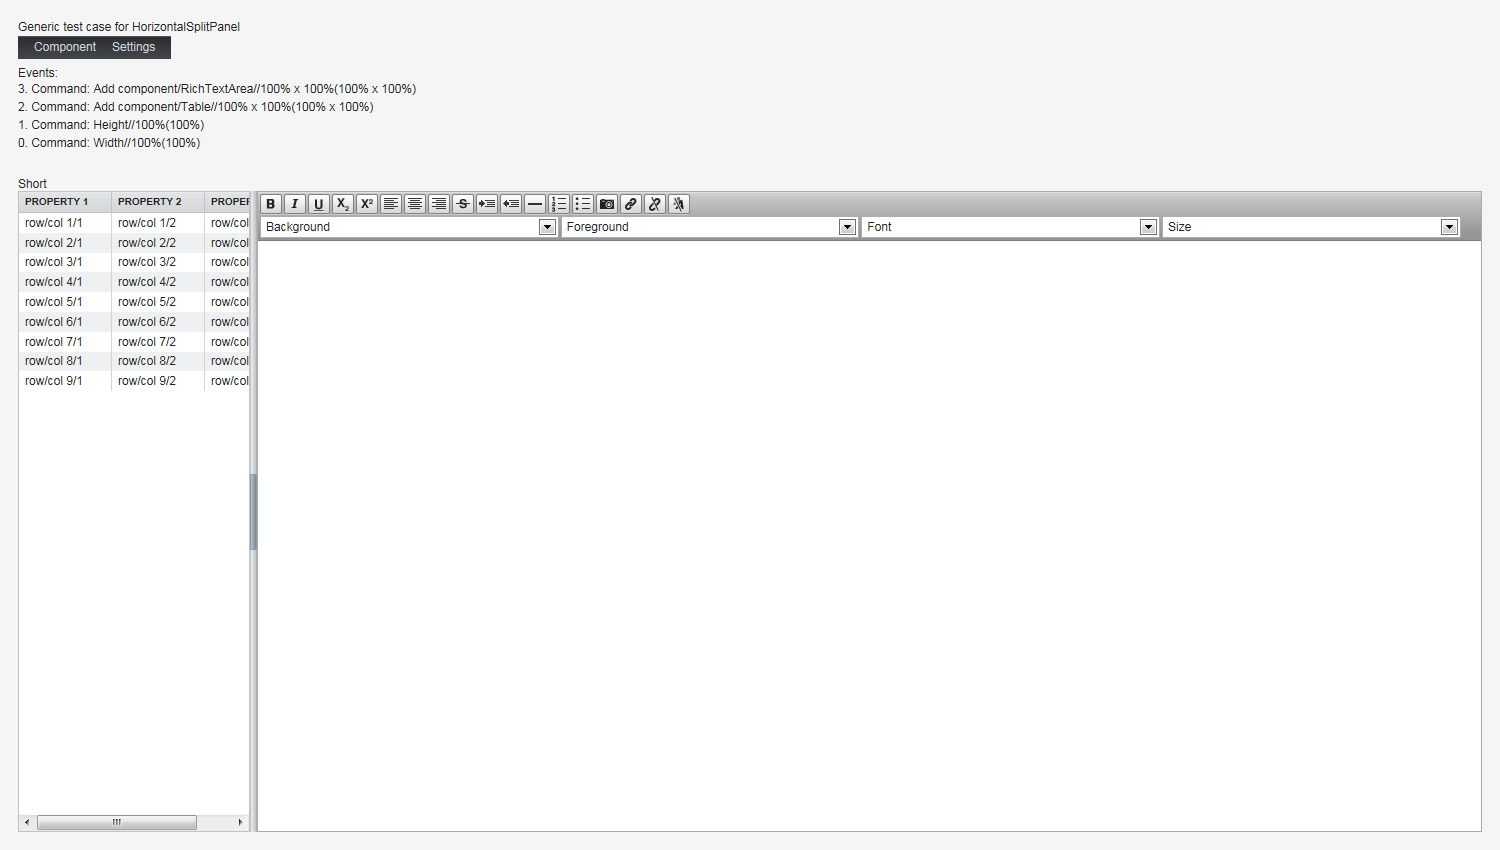 Generic test case for HorizontalSplitPanel
Component Settings
Events:
3. Command: Add component/RichTextArea//100% x 100%(100% x 100%)
2. Command: Add component/Table//100% x 100%(100% x 100%)
1. Command: Height//100%(100%)
0. Command: Width//100%(100%)
Short
PROPERTY 1 PROPERTY 2 PROPER
row/col 1/1 row/col 1/2 row/col
row/col 2/1 row/col 2/2 row/col
row/col 3/1 row/col 3/2 row/col
row/col 4/1 row/col 4/2 row/col
row/col 5/1 row/col 5/2 row/col
row/col 6/1 row/col 6/2 row/col
row/col 7/1 row/col 7/2 row/col
row/col 8/1 row/col 8/2 row/col
row/col 9/1 row/col 9/2 row/col
B I U X2 X² S
Background Foreground Font Size